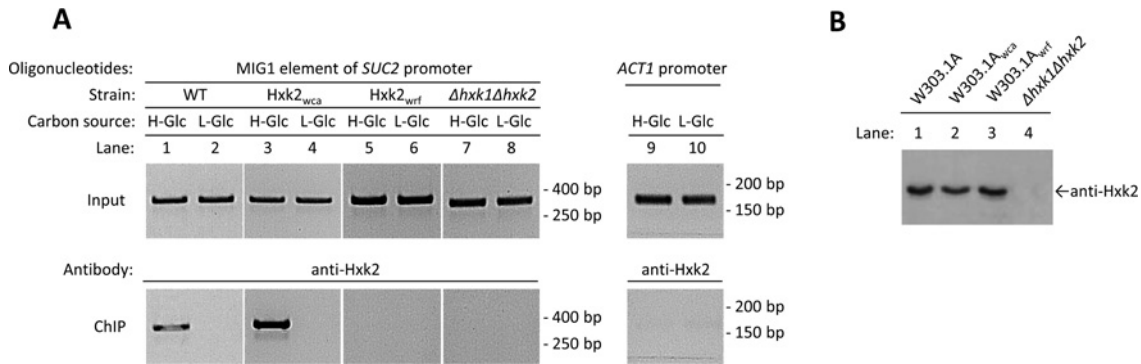 A
Oligonucleotides: MIG1 element of SUC2 promoter ACT1 promoter
Strain: WT Hxk2wca Hxk2wrf Δhxk1Δhxk2
Carbon source: H-Glc L-Glc H-Glc L-Glc H-Glc L-Glc H-Glc L-Glc H-Glc L-Glc
Lane: 1 2 3 4 5 6 7 8 9 10
Input
- 400 bp
- 250 bp
- 200 bp
- 150 bp
Antibody: anti-Hxk2 anti-Hxk2
ChIP
- 400 bp
- 250 bp
- 200 bp
- 150 bp
B
W303.1A
W303.1Awca
W303.1Awrf
Δhxk1Δhxk2
Lane: 1 2 3 4
←anti-Hxk2